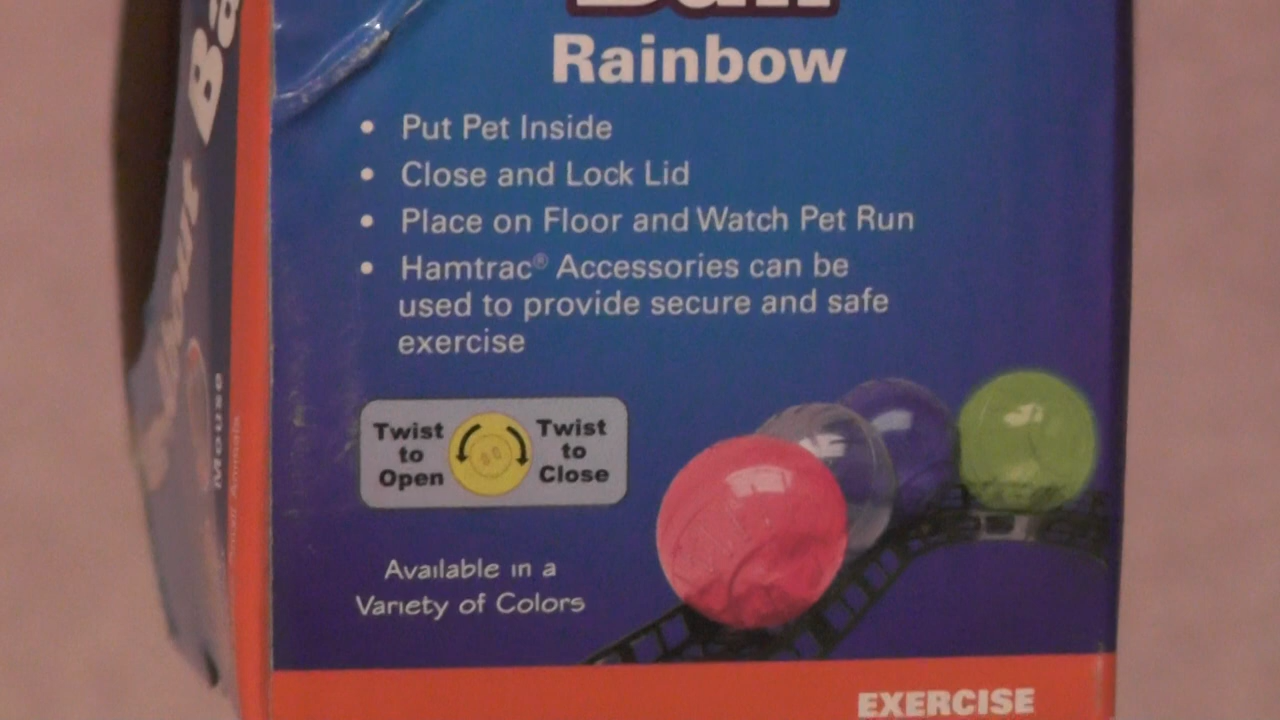 Ball
Rainbow
• Put Pet Inside
• Close and Lock Lid
• Place on Floor and Watch Pet Run
• Hamtrac® Accessories can be
used to provide secure and safe
exercise
Twist
to
Open
Twist
to
Close
Available in a
Variety of Colors
EXERCISE
Mouse